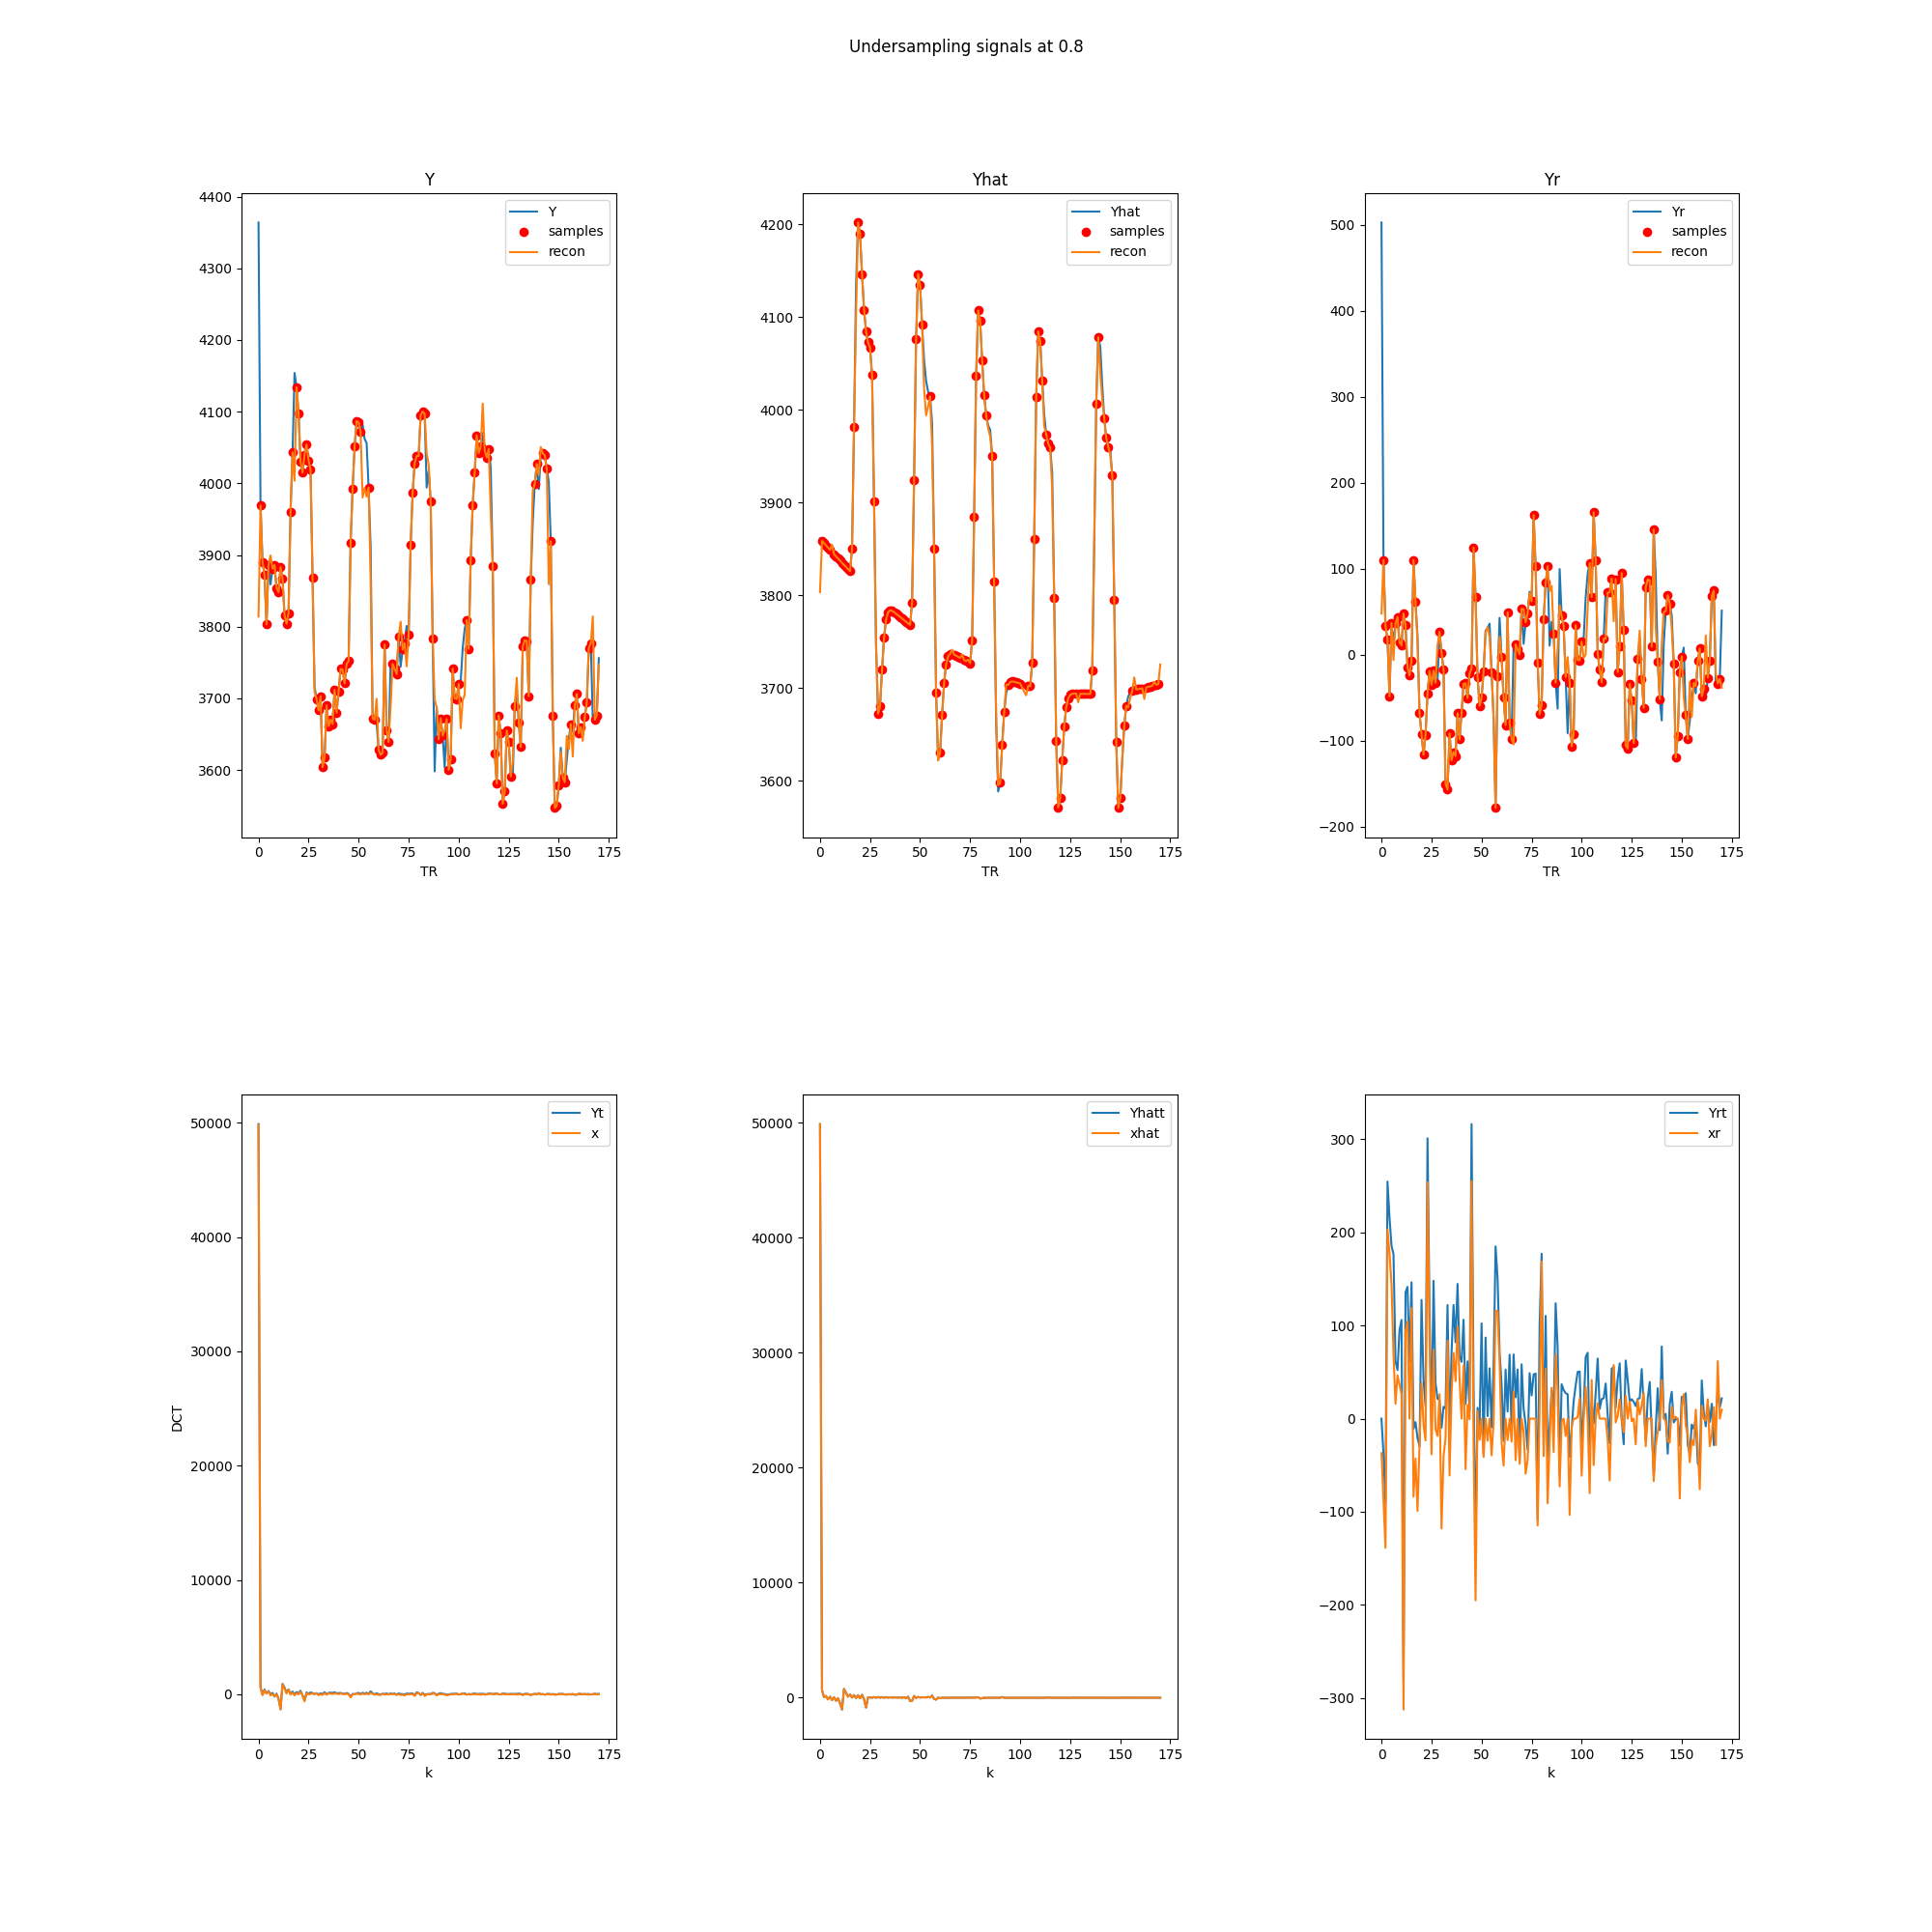 Undersampling signals at 0.8
Y
4400
4300
4200
4100
4000
3900
3800
3700
3600
0 25 50 75 100 125 150 175
TR
Y
samples
recon
Yhat
4200
4100
4000
3900
3800
3700
3600
0 25 50 75 100 125 150 175
TR
Yhat
samples
recon
Yr
500
400
300
200
100
0
−100
−200
0 25 50 75 100 125 150 175
TR
Yr
samples
recon
DCT
50000
40000
30000
20000
10000
0
0 25 50 75 100 125 150 175
k
Yt
x
50000
40000
30000
20000
10000
0
0 25 50 75 100 125 150 175
k
Yhatt
xhat
300
200
100
0
−100
−200
−300
0 25 50 75 100 125 150 175
k
Yrt
xr